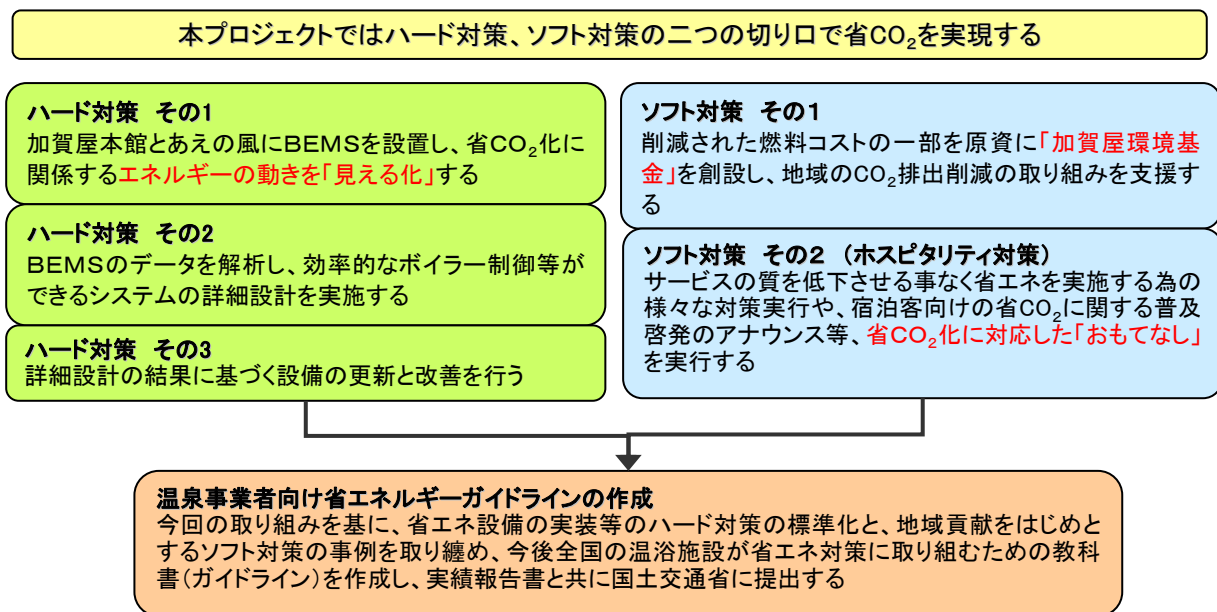 本プロジェクトではハード対策、ソフト対策の二つの切り口で省CO₂を実現する
ハード対策 その1
加賀屋本館とあえの風にBEMSを設置し、省CO₂化に
関係するエネルギーの動きを「見える化」する
ハード対策 その2
BEMSのデータを解析し、効率的なボイラー制御等が
できるシステムの詳細設計を実施する
ハード対策 その3
詳細設計の結果に基づく設備の更新と改善を行う
ソフト対策 その1
削減された燃料コストの一部を原資に「加賀屋環境基
金」を創設し、地域のCO₂排出削減の取り組みを支援す
る
ソフト対策 その2 (ホスピタリティ対策)
サービスの質を低下させる事なく省エネを実施する為の
様々な対策実行や、宿泊客向けの省CO₂に関する普及
啓発のアナウンス等、省CO₂化に対応した「おもてなし」
を実行する
温泉事業者向け省エネルギーガイドラインの作成
今回の取り組みを基に、省エネ設備の実装等のハード対策の標準化と、地域貢献をはじめと
するソフト対策の事例を取り纏め、今後全国の温浴施設が省エネ対策に取り組むための教科
書(ガイドライン)を作成し、実績報告書と共に国土交通省に提出する